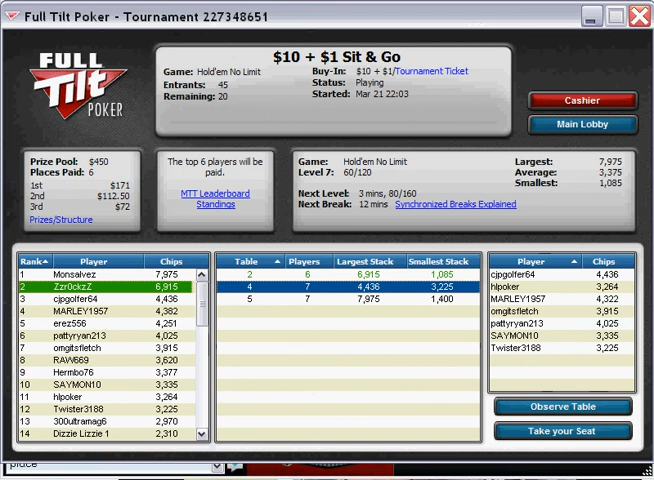 Full Tilt Poker - Tournament 227348651
FULL
Tilt
POKER
$10 + $1 Sit & Go
Game: Hold'em No Limit
Entrants: 45
Remaining: 20
Buy-In: $10 + $1/Tournament Ticket
Status: Playing
Started: Mar 21 22:03
Cashier
Main Lobby
Prize Pool: $450
Places Paid: 6
1st $171
2nd $112.50
3rd $72
Prizes/Structure
The top 6 players will be
paid.
MTT Leaderboard
Standings
Game: Hold'em No Limit
Level 7: 60/120
Next Level: 3 mins, 80/160
Next Break: 12 mins Synchronized Breaks Explained
Largest: 7,975
Average: 3,375
Smallest: 1,085
Rank Player Chips
1 Monsalvez 7,975
2 Zzr0ckzZ 6,915
3 cjpgolfer64 4,436
4 MARLEY1957 4,382
5 erez556 4,251
6 pattyryan213 4,025
7 omgitsfletch 3,915
8 RAW669 3,620
9 Hermbo76 3,377
10 SAYMON10 3,335
11 hlpoker 3,264
12 Twister3188 3,225
13 300ultramag6 2,970
14 Dizzie Lizzie 1 2,310
Table Players Largest Stack Smallest Stack
2 6 6,915 1,085
4 7 4,436 3,225
5 7 7,975 1,400
Player Chips
cjpgolfer64 4,436
hlpoker 3,264
MARLEY1957 4,322
omgitsfletch 3,915
pattyryan213 4,025
SAYMON10 3,335
Twister3188 3,225
Observe Table
Take your Seat